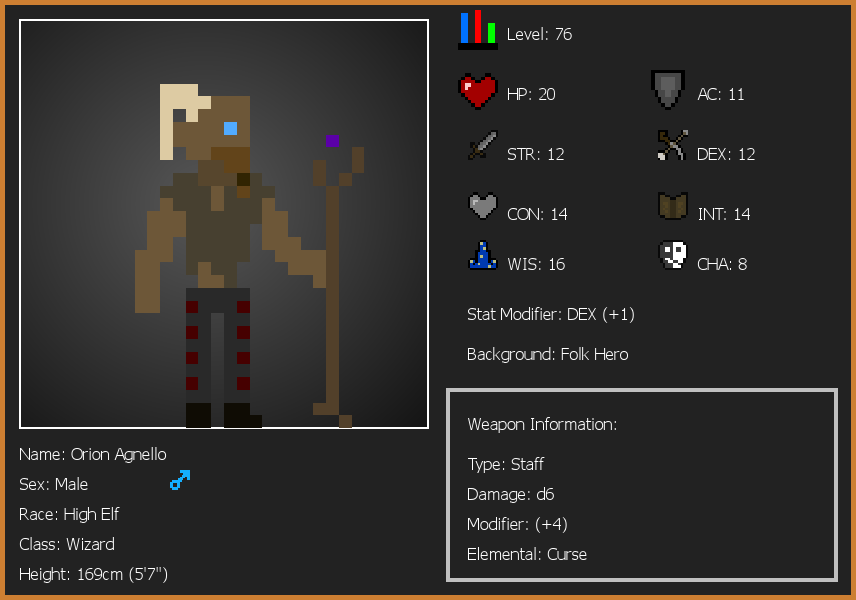 Level: 76
HP: 20
AC: 11
STR: 12
DEX: 12
CON: 14
INT: 14
WIS: 16
CHA: 8
Stat Modifier: DEX (+1)
Background: Folk Hero
Weapon Information:
Type: Staff
Damage: d6
Modifier: (+4)
Elemental: Curse
Name: Orion Agnello
Sex: Male
Race: High Elf
Class: Wizard
Height: 169cm (5'7")